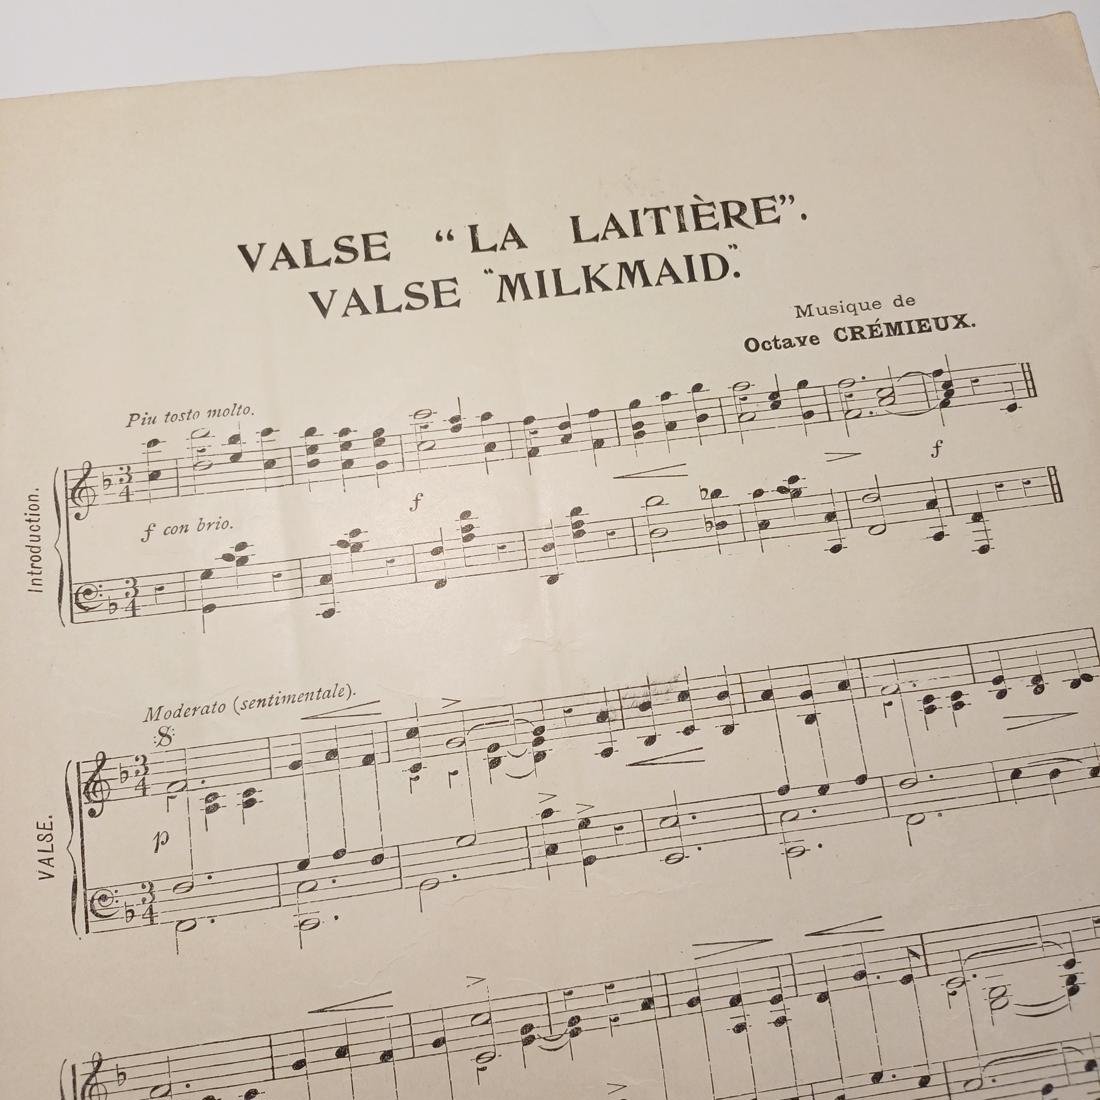 VALSE “LA LAITIÈRE”.
VALSE "MILKMAID".
Musique de
Octave CRÉMIEUX.
Piu tosto molto.
Introduction.
f con brio.
f
f
Moderato (sentimentale).
VALSE.
p